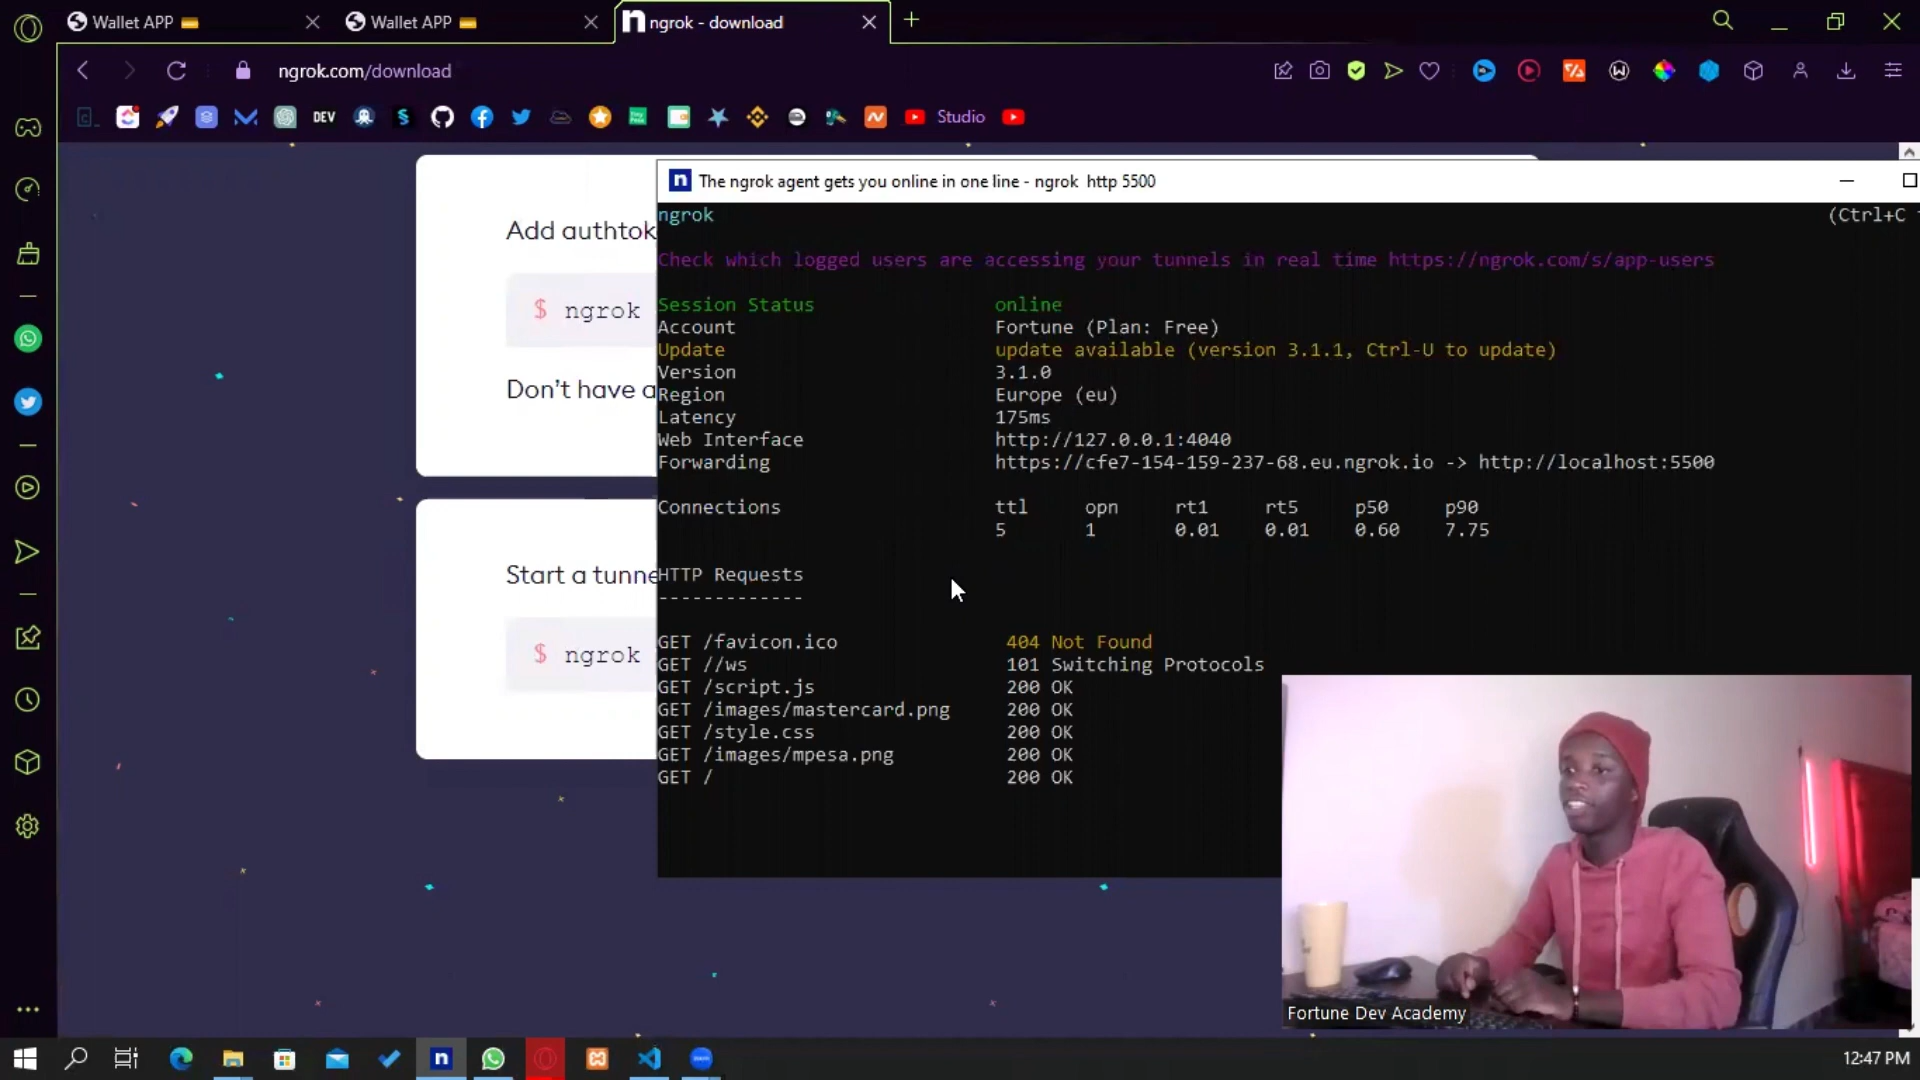 Wallet APP
Wallet APP
ngrok - download
ngrok.com/download
DEV
Studio
Add authtok
$ ngrok
Don't have a
Start a tunne
$ ngrok
The ngrok agent gets you online in one line - ngrok http 5500
ngrok (Ctrl+C
Check which logged users are accessing your tunnels in real time https://ngrok.com/s/app-users
Session Status online
Account Fortune (Plan: Free)
Update update available (version 3.1.1, Ctrl-U to update)
Version 3.1.0
Region Europe (eu)
Latency 175ms
Web Interface http://127.0.0.1:4040
Forwarding https://cfe7-154-159-237-68.eu.ngrok.io -> http://localhost:5500
Connections ttl opn rt1 rt5 p50 p90
5 1 0.01 0.01 0.60 7.75
HTTP Requests
-------------
GET /favicon.ico 404 Not Found
GET //ws 101 Switching Protocols
GET /script.js 200 OK
GET /images/mastercard.png 200 OK
GET /style.css 200 OK
GET /images/mpesa.png 200 OK
GET / 200 OK
Fortune Dev Academy
12:47 PM